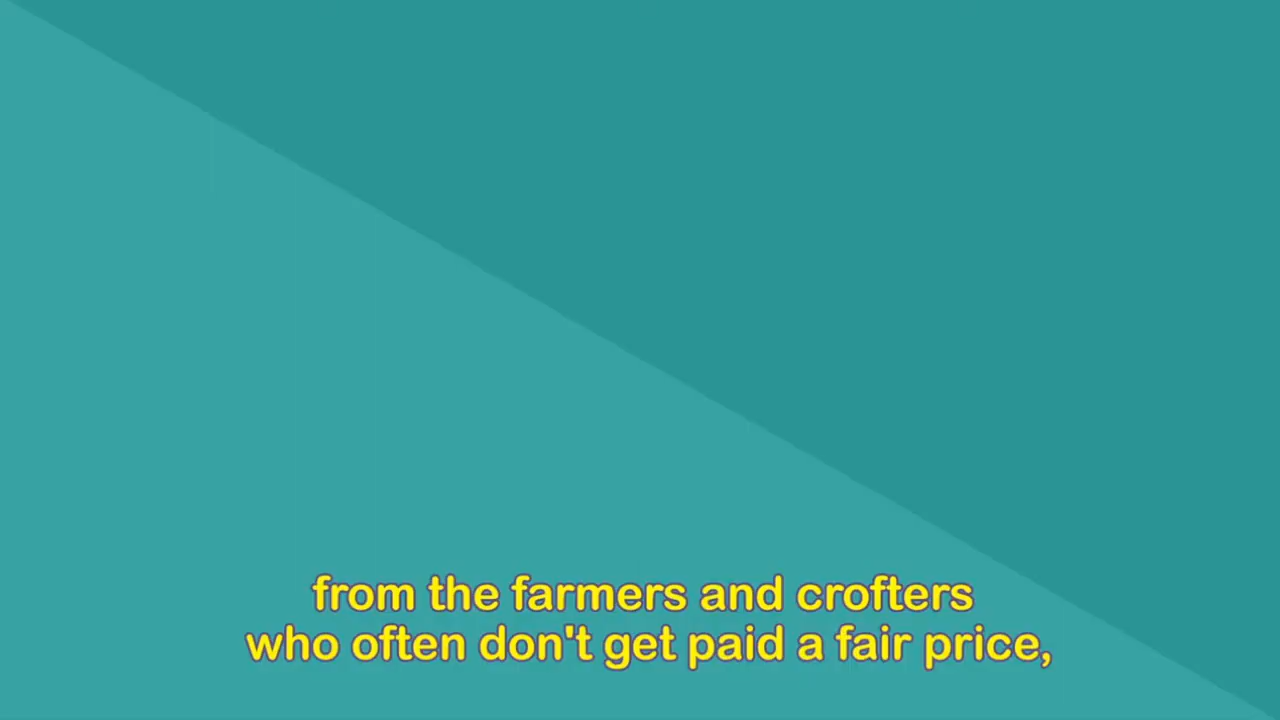 from the farmers and crofters
who often don't get paid a fair price,